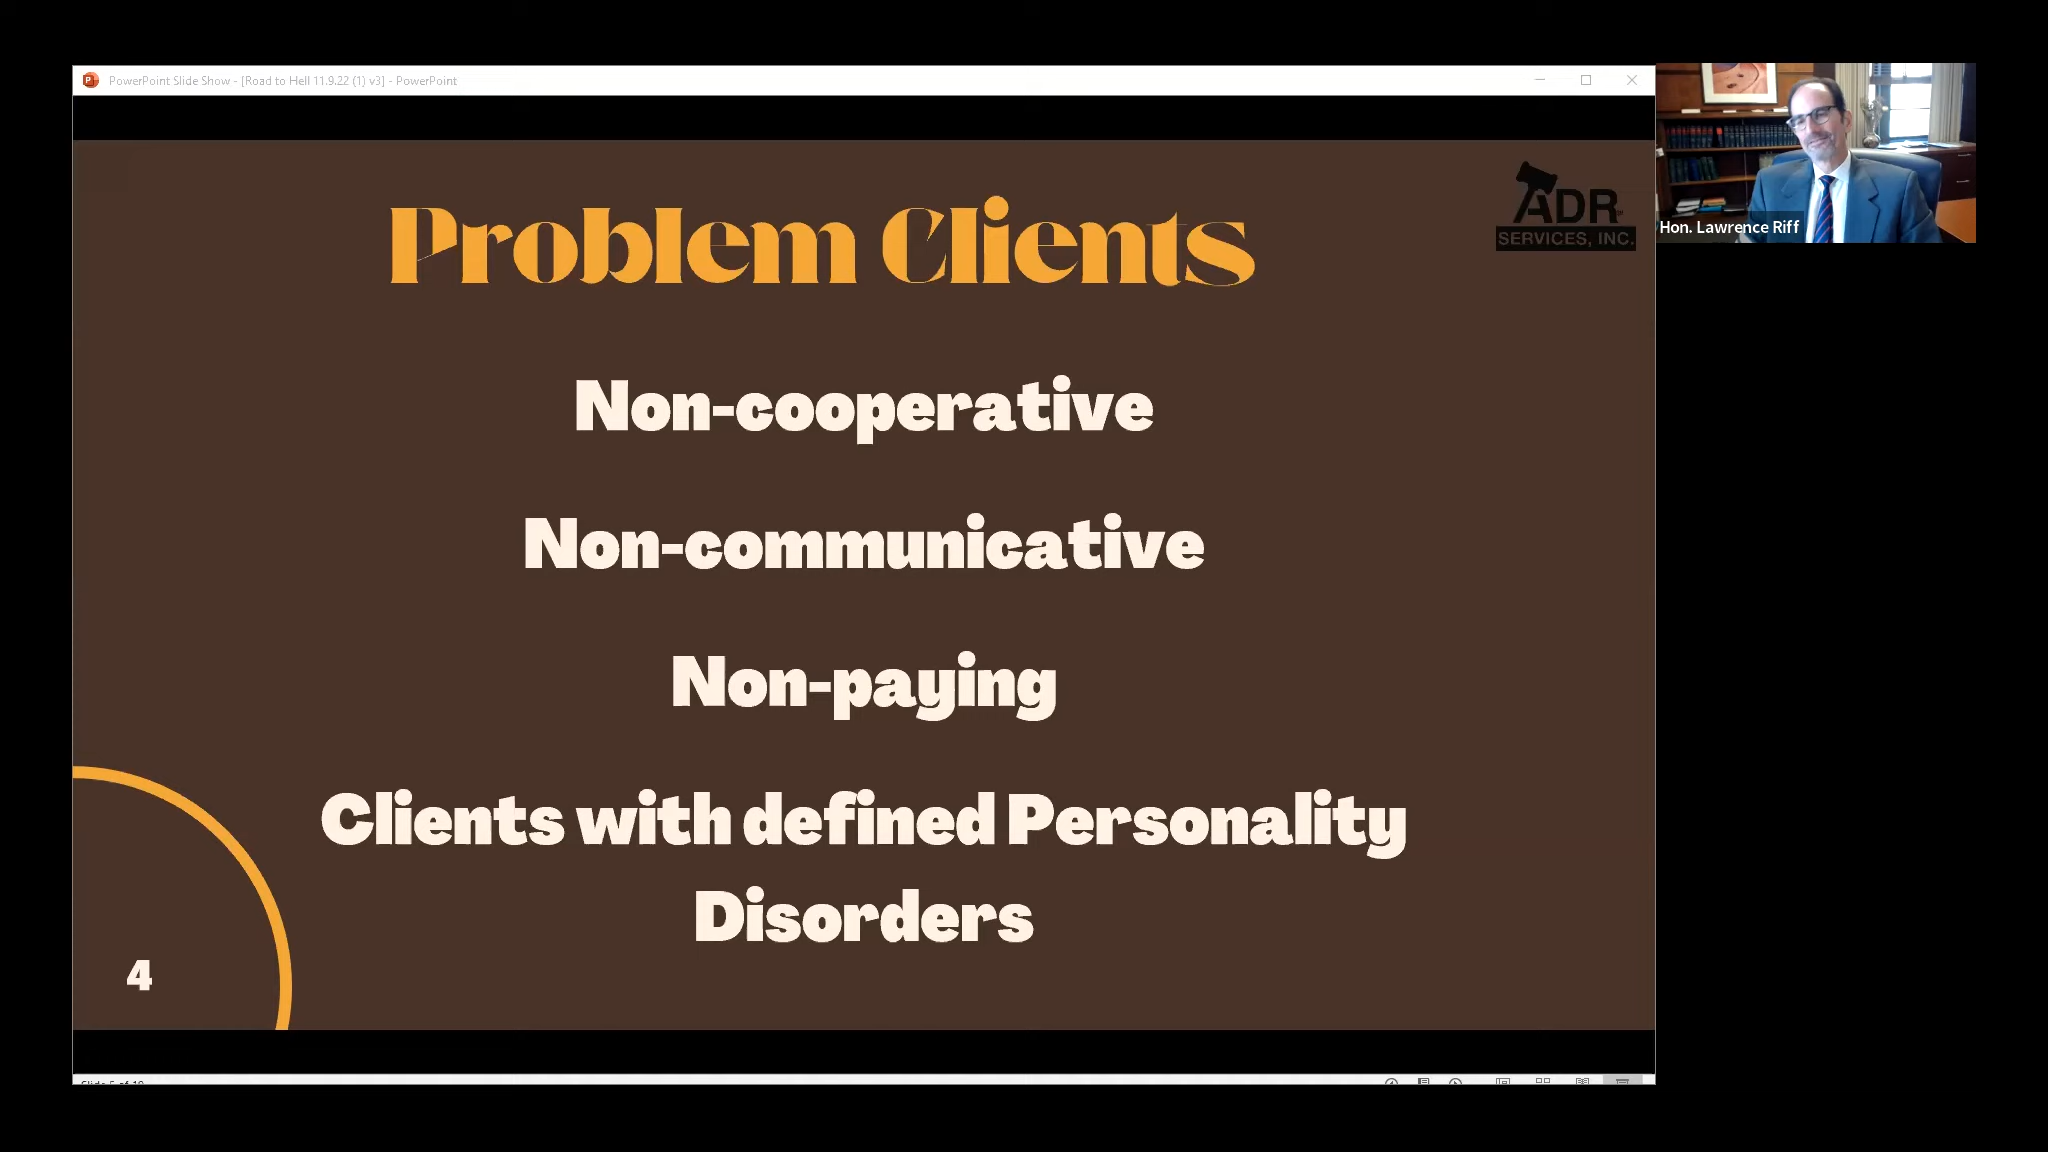 PowerPoint Slide Show - [Road to Hell 11.9.22 (1) v3] - PowerPoint
Problem Clients
ADR
SERVICES, INC.
Hon. Lawrence Riff
Non-cooperative
Non-communicative
Non-paying
Clients with defined Personality
Disorders
4